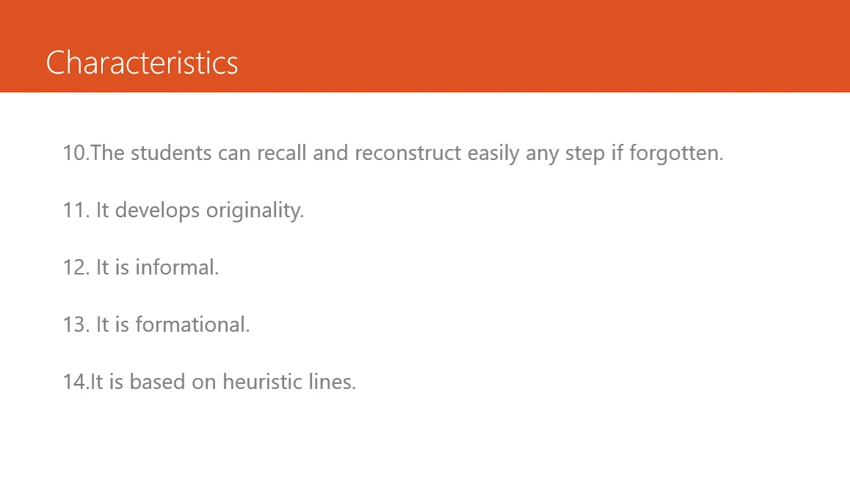 Characteristics
10.The students can recall and reconstruct easily any step if forgotten.
11. It develops originality.
12. It is informal.
13. It is formational.
14.It is based on heuristic lines.